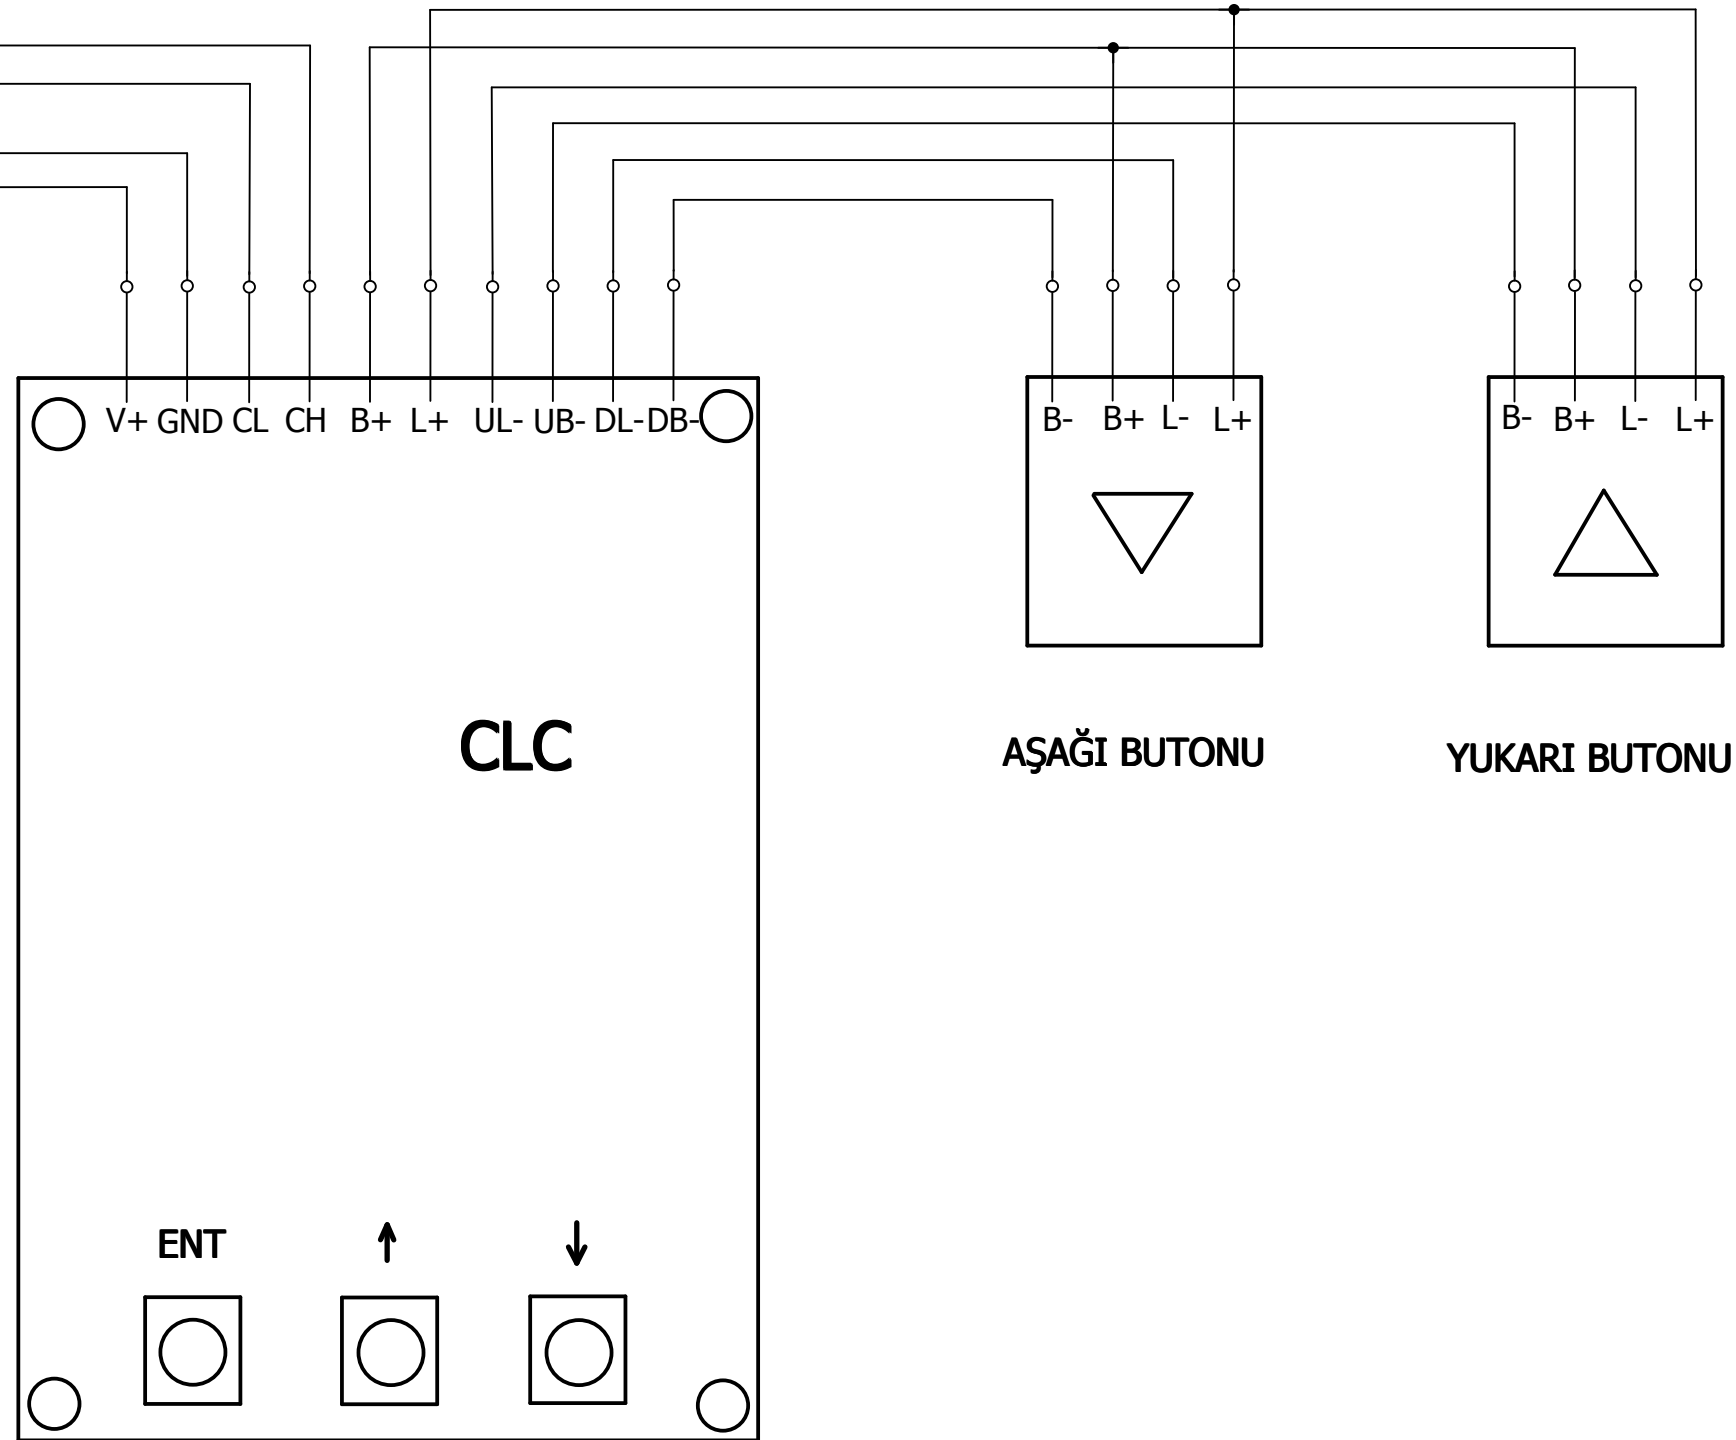 V+ GND CL CH B+ L+ UL- UB- DL- DB-
B- B+ L- L+
B- B+ L- L+
CLC
AŞAĞI BUTONU
YUKARI BUTONU
ENT ↑ ↓